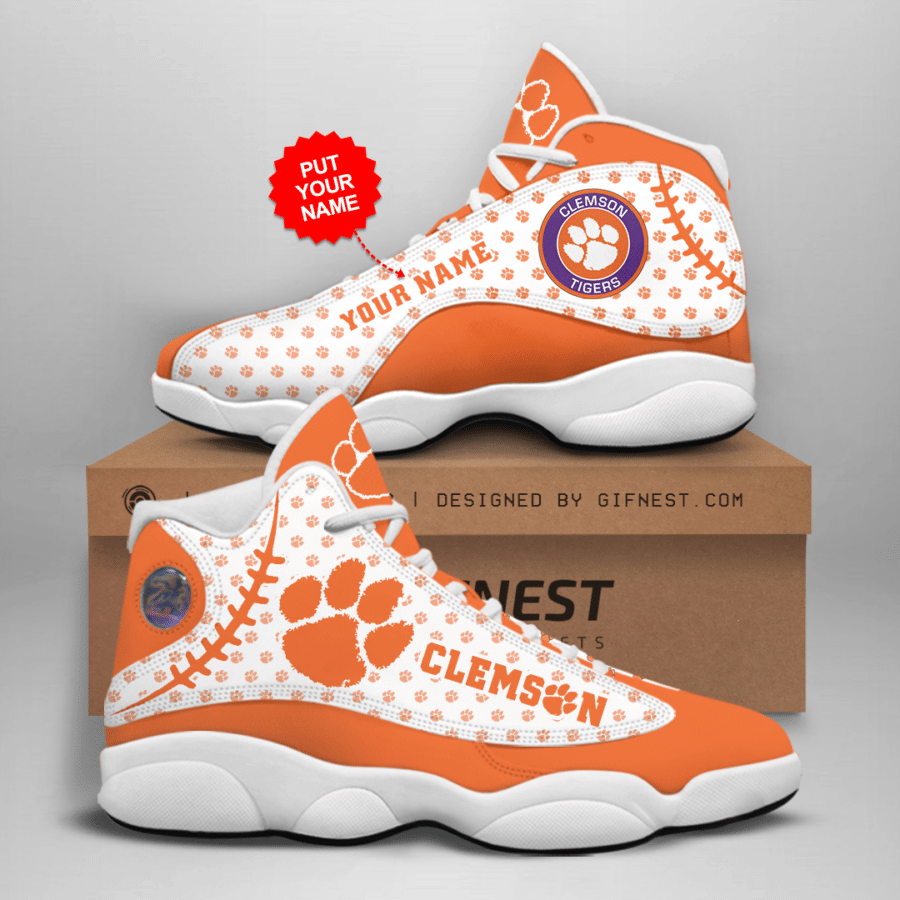 PUT
YOUR
NAME
YOUR NAME
CLEMSON
TIGERS
| DESIGNED BY GIFNEST.COM
NEST
CLEMSON